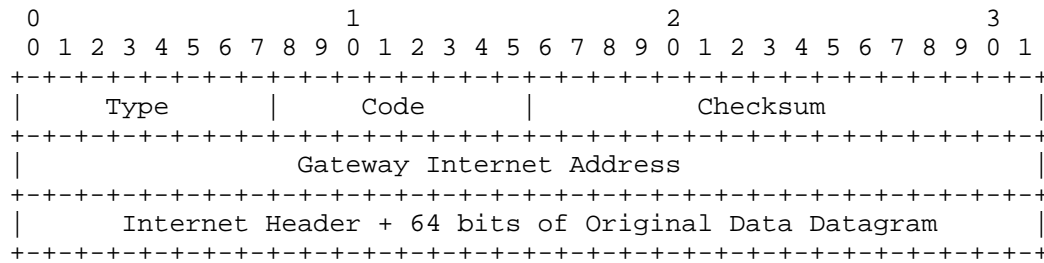 0                   1                   2                   3
0 1 2 3 4 5 6 7 8 9 0 1 2 3 4 5 6 7 8 9 0 1 2 3 4 5 6 7 8 9 0 1
+-+-+-+-+-+-+-+-+-+-+-+-+-+-+-+-+-+-+-+-+-+-+-+-+-+-+-+-+-+-+-+-+
|     Type      |     Code      |          Checksum             |
+-+-+-+-+-+-+-+-+-+-+-+-+-+-+-+-+-+-+-+-+-+-+-+-+-+-+-+-+-+-+-+-+
|                 Gateway Internet Address                      |
+-+-+-+-+-+-+-+-+-+-+-+-+-+-+-+-+-+-+-+-+-+-+-+-+-+-+-+-+-+-+-+-+
|      Internet Header + 64 bits of Original Data Datagram      |
+-+-+-+-+-+-+-+-+-+-+-+-+-+-+-+-+-+-+-+-+-+-+-+-+-+-+-+-+-+-+-+-+